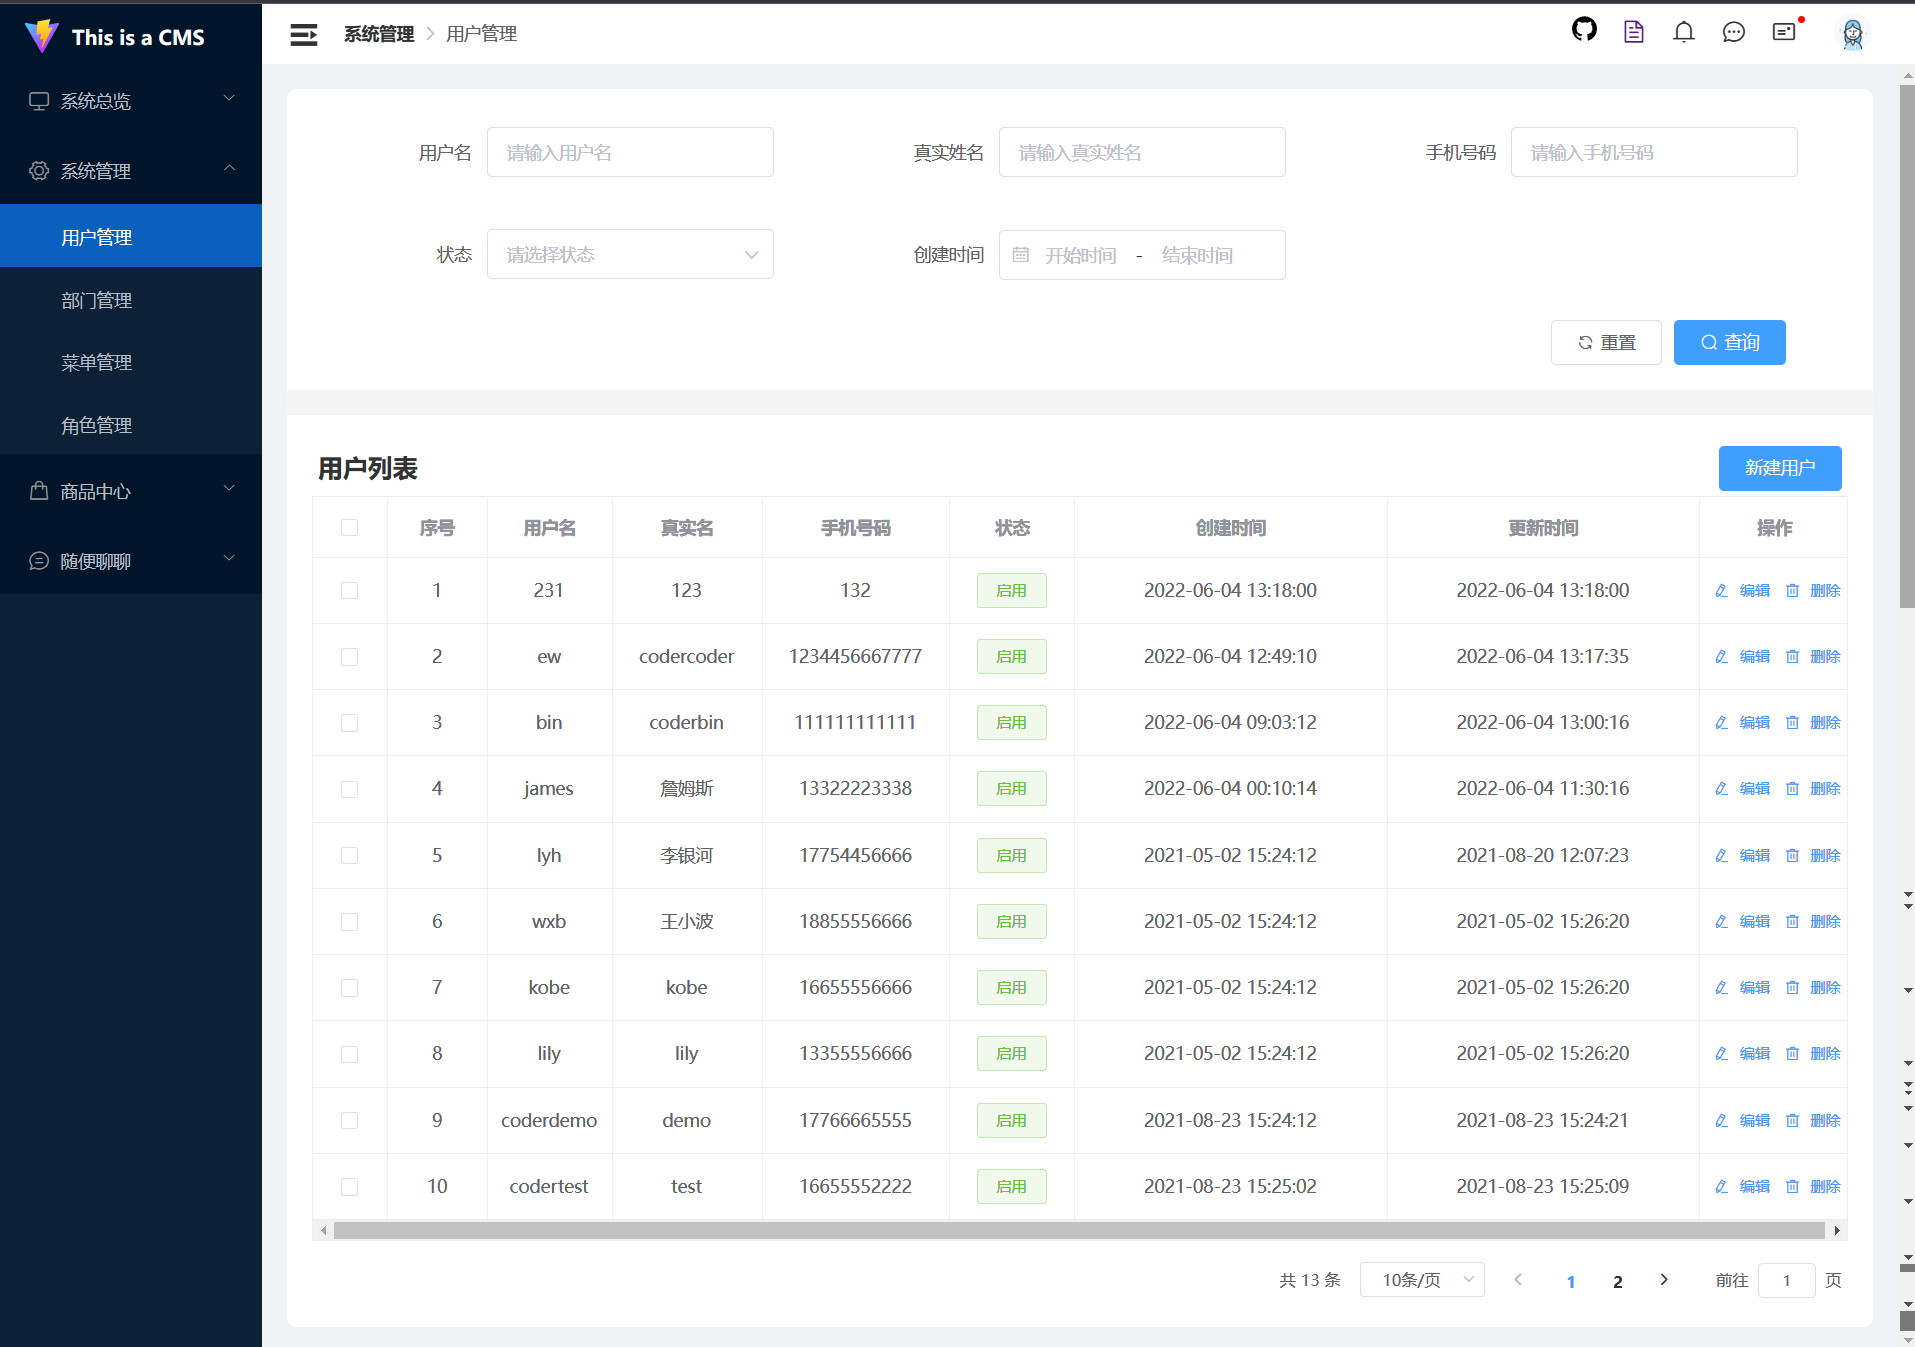 This is a CMS
系统总览
系统管理
用户管理
部门管理
菜单管理
角色管理
商品中心
随便聊聊
系统管理 > 用户管理
用户名 请输入用户名 真实姓名 请输入真实姓名 手机号码 请输入手机号码
状态 请选择状态 创建时间 开始时间 - 结束时间
重置 查询
用户列表 新建用户
序号 用户名 真实名 手机号码 状态 创建时间 更新时间 操作
1 231 123 132 启用 2022-06-04 13:18:00 2022-06-04 13:18:00 编辑 删除
2 ew codercoder 1234456667777 启用 2022-06-04 12:49:10 2022-06-04 13:17:35 编辑 删除
3 bin coderbin 111111111111 启用 2022-06-04 09:03:12 2022-06-04 13:00:16 编辑 删除
4 james 詹姆斯 13322223338 启用 2022-06-04 00:10:14 2022-06-04 11:30:16 编辑 删除
5 lyh 李银河 17754456666 启用 2021-05-02 15:24:12 2021-08-20 12:07:23 编辑 删除
6 wxb 王小波 18855556666 启用 2021-05-02 15:24:12 2021-05-02 15:26:20 编辑 删除
7 kobe kobe 16655556666 启用 2021-05-02 15:24:12 2021-05-02 15:26:20 编辑 删除
8 lily lily 13355556666 启用 2021-05-02 15:24:12 2021-05-02 15:26:20 编辑 删除
9 coderdemo demo 17766665555 启用 2021-08-23 15:24:12 2021-08-23 15:24:21 编辑 删除
10 codertest test 16655552222 启用 2021-08-23 15:25:02 2021-08-23 15:25:09 编辑 删除
共 13 条 10条/页 1 2 前往 1 页